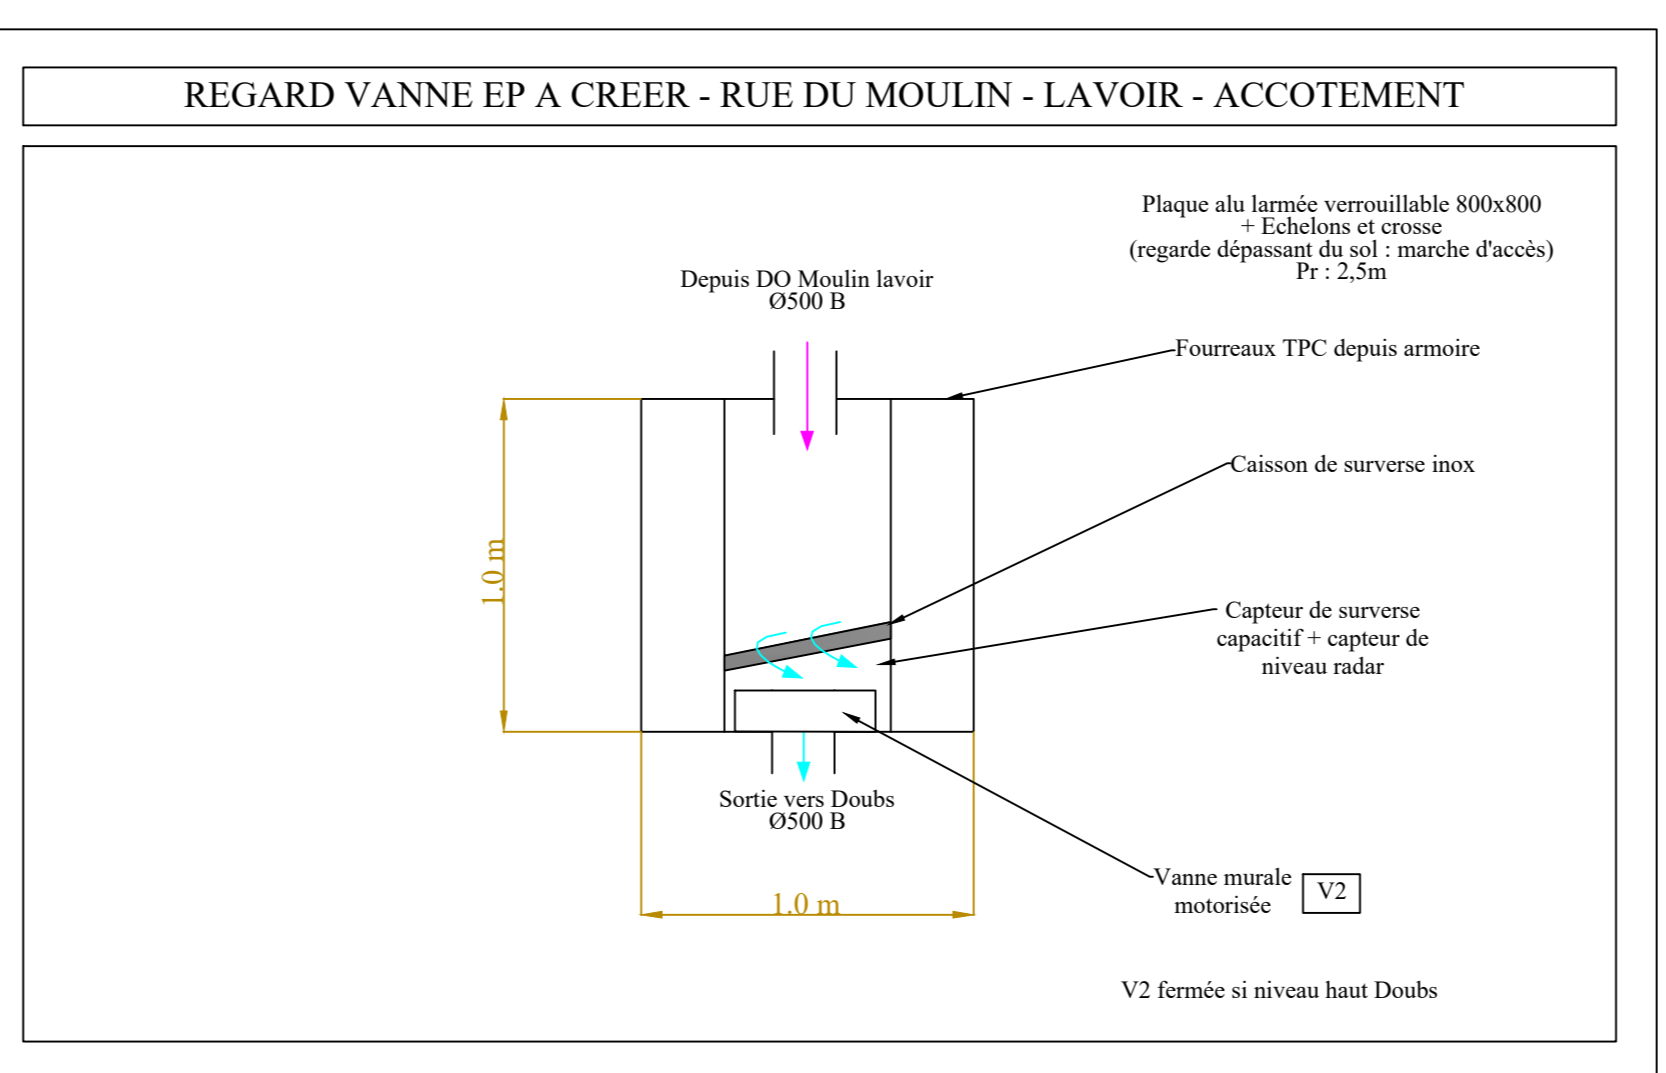 REGARD VANNE EP A CREER - RUE DU MOULIN - LAVOIR - ACCOTEMENT
Plaque alu larmée verrouillable 800x800
+ Echelons et crosse
(regarde dépassant du sol : marche d'accès)
Pr : 2,5m
Depuis DO Moulin lavoir
Ø500 B
Fourreaux TPC depuis armoire
Caisson de surverse inox
1.0 m
Capteur de surverse
capacitif + capteur de
niveau radar
Sortie vers Doubs
Ø500 B
Vanne murale
motorisée
V2
1.0 m
V2 fermée si niveau haut Doubs